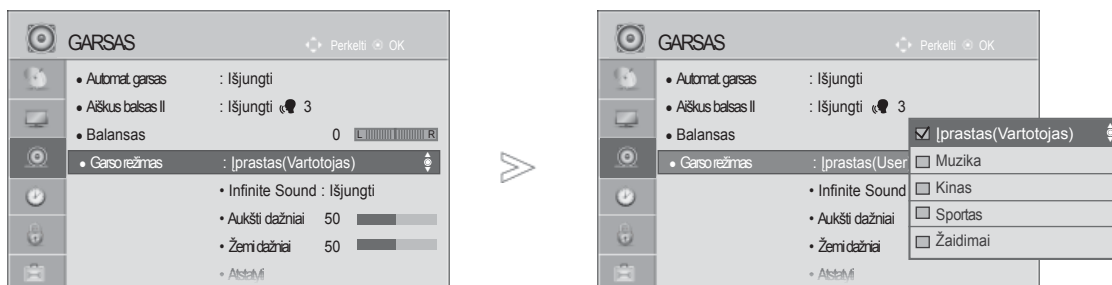 GARSAS
Perkelti OK
• Automat. garsas : Išjungti
• Aiškus balsas II : Išjungti 3
• Balansas 0 L R
• Garso režimas : Įprastas(Vartotojas)
• Infinite Sound : Išjungti
• Aukšti dažniai 50
• Žemi dažniai 50
• Atstatyti
GARSAS
Perkelti OK
• Automat. garsas : Išjungti
• Aiškus balsas II : Išjungti 3
• Balansas
• Garso režimas : Įprastas(User
• Infinite Sound
• Aukšti dažniai
• Žemi dažniai
• Atstatyti
Įprastas(Vartotojas)
Muzika
Kinas
Sportas
Žaidimai